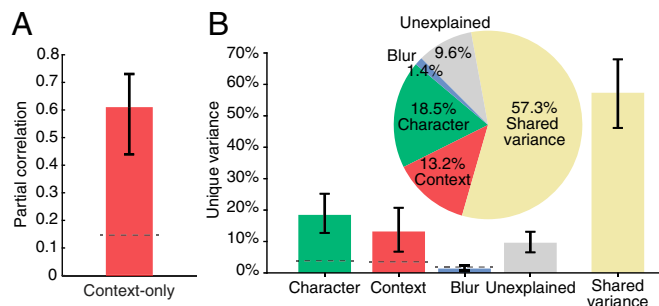 A
Partial correlation
0.8
0.7
0.6
0.5
0.4
0.3
0.2
0.1
0
Context-only
B
Unique variance
70%
60%
50%
40%
30%
20%
10%
0%
Unexplained
9.6%
Blur
1.4%
18.5%
Character
13.2%
Context
57.3%
Shared
variance
Character
Context
Blur
Unexplained
Shared
variance